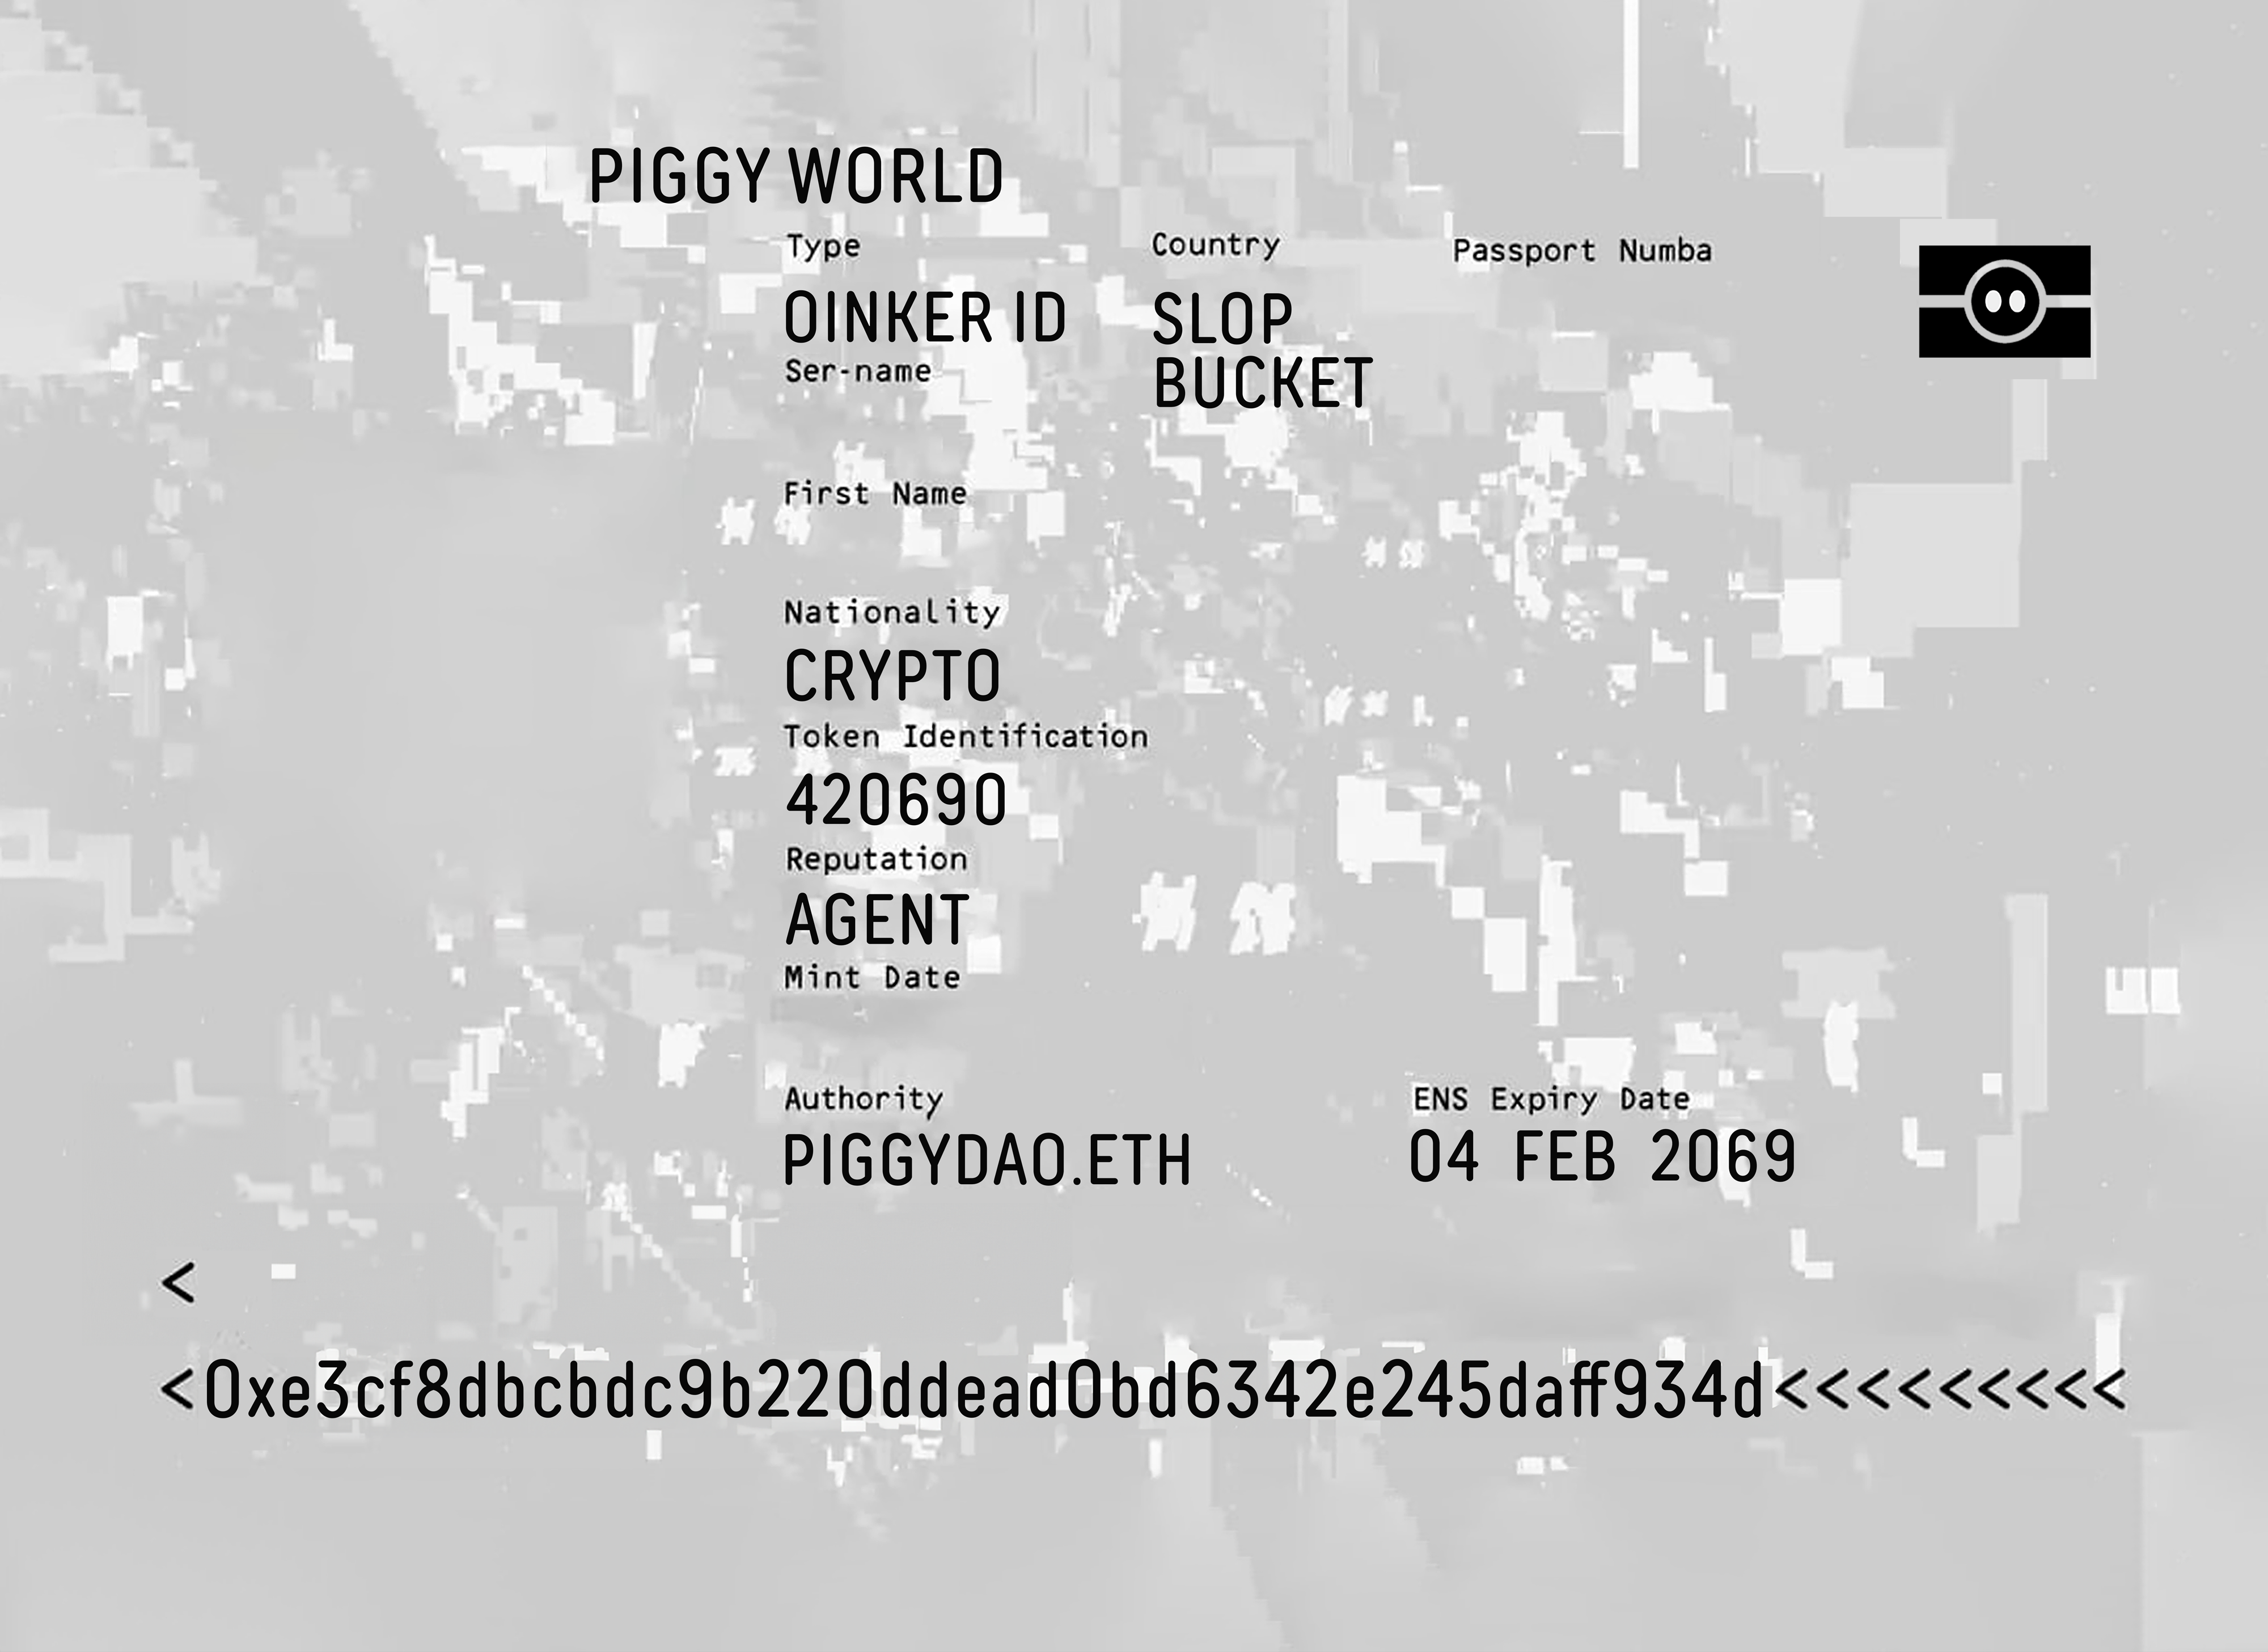 PIGGY WORLD
Type Country Passport Numba
OINKER ID SLOP
BUCKET
Ser-name
First Name
Nationality
CRYPTO
Token Identification
420690
Reputation
AGENT
Mint Date
Authority ENS Expiry Date
PIGGYDAO.ETH 04 FEB 2069
<
<0xe3cf8dbcbdc9b220ddead0bd6342e245daff934d<<<<<<<<<